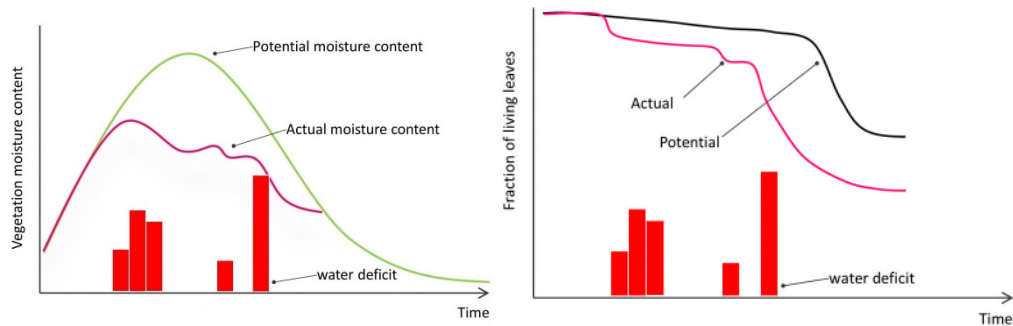 Vegetation moisture content
Potential moisture content
Actual moisture content
water deficit
Time
Fraction of living leaves
Actual
Potential
water deficit
Time